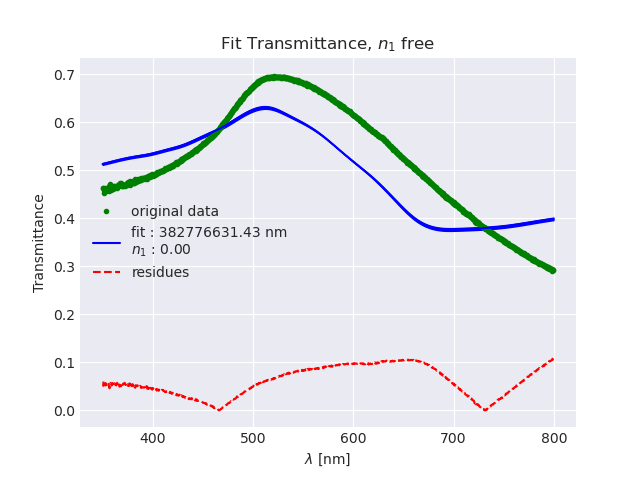 Fit Transmittance, n₁ free
Transmittance
0.7
0.6
0.5
0.4
0.3
0.2
0.1
0.0
original data
fit : 382776631.43 nm
n₁ : 0.00
residues
400 500 600 700 800
λ [nm]